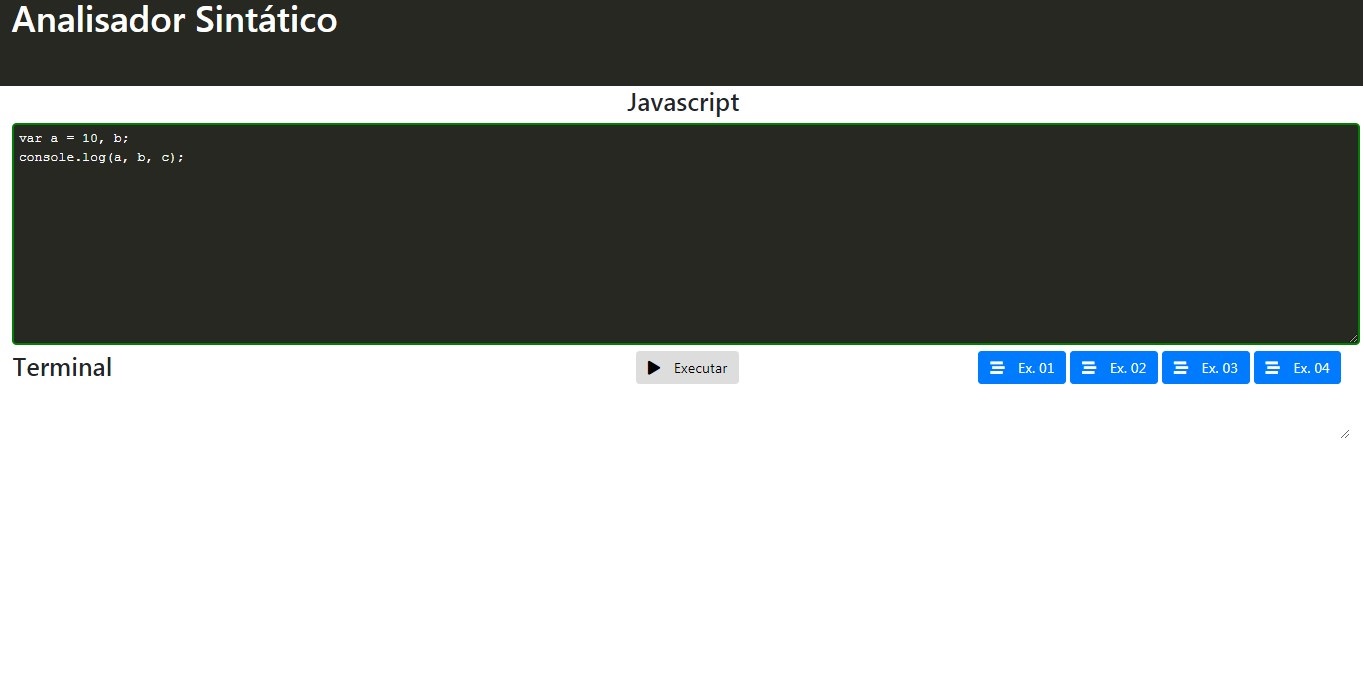 Analisador Sintático
Javascript
var a = 10, b;
console.log(a, b, c);
Terminal
Executar
Ex. 01
Ex. 02
Ex. 03
Ex. 04